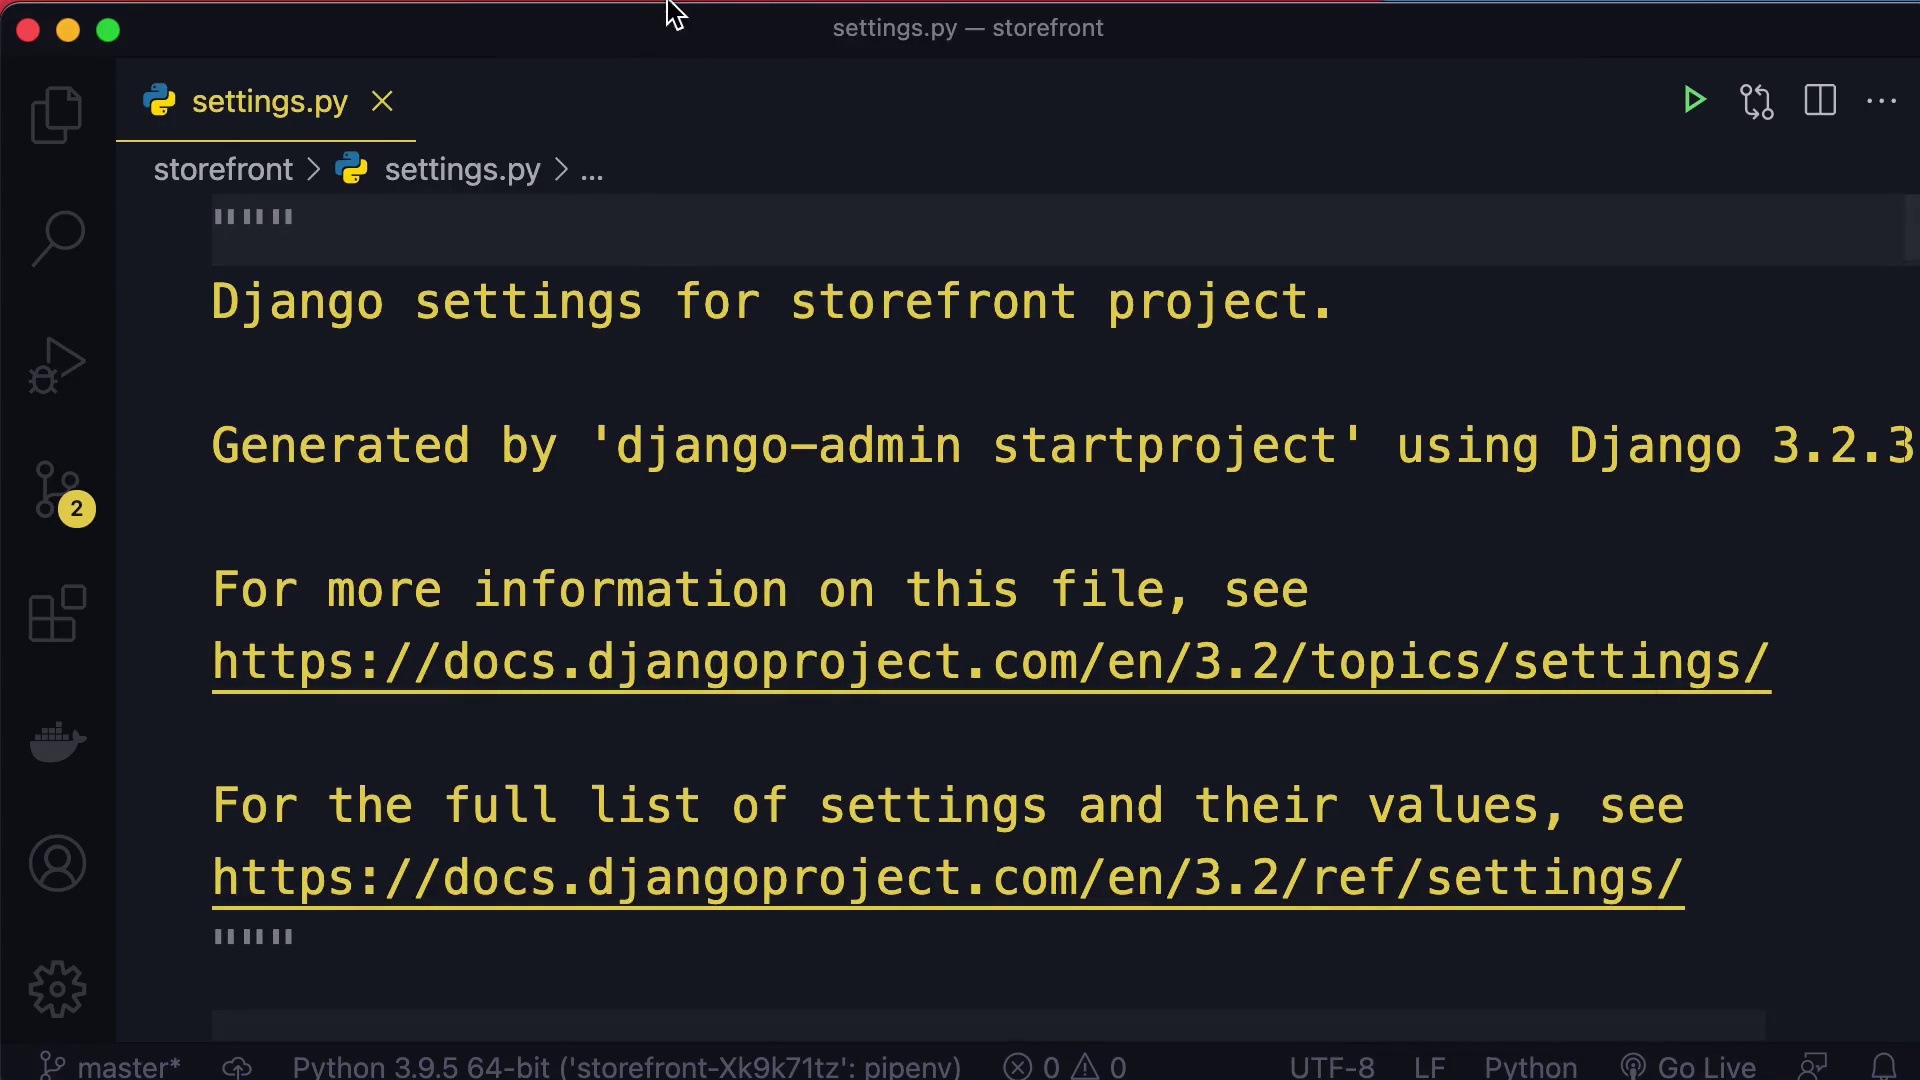 settings.py — storefront
settings.py
storefront > settings.py > ...
"""
Django settings for storefront project.
Generated by 'django-admin startproject' using Django 3.2.3
For more information on this file, see
https://docs.djangoproject.com/en/3.2/topics/settings/
For the full list of settings and their values, see
https://docs.djangoproject.com/en/3.2/ref/settings/
"""
2
master* Python 3.9.5 64-bit ('storefront-Xk9k71tz': pipenv) 0 0 UTF-8 LF Python Go Live